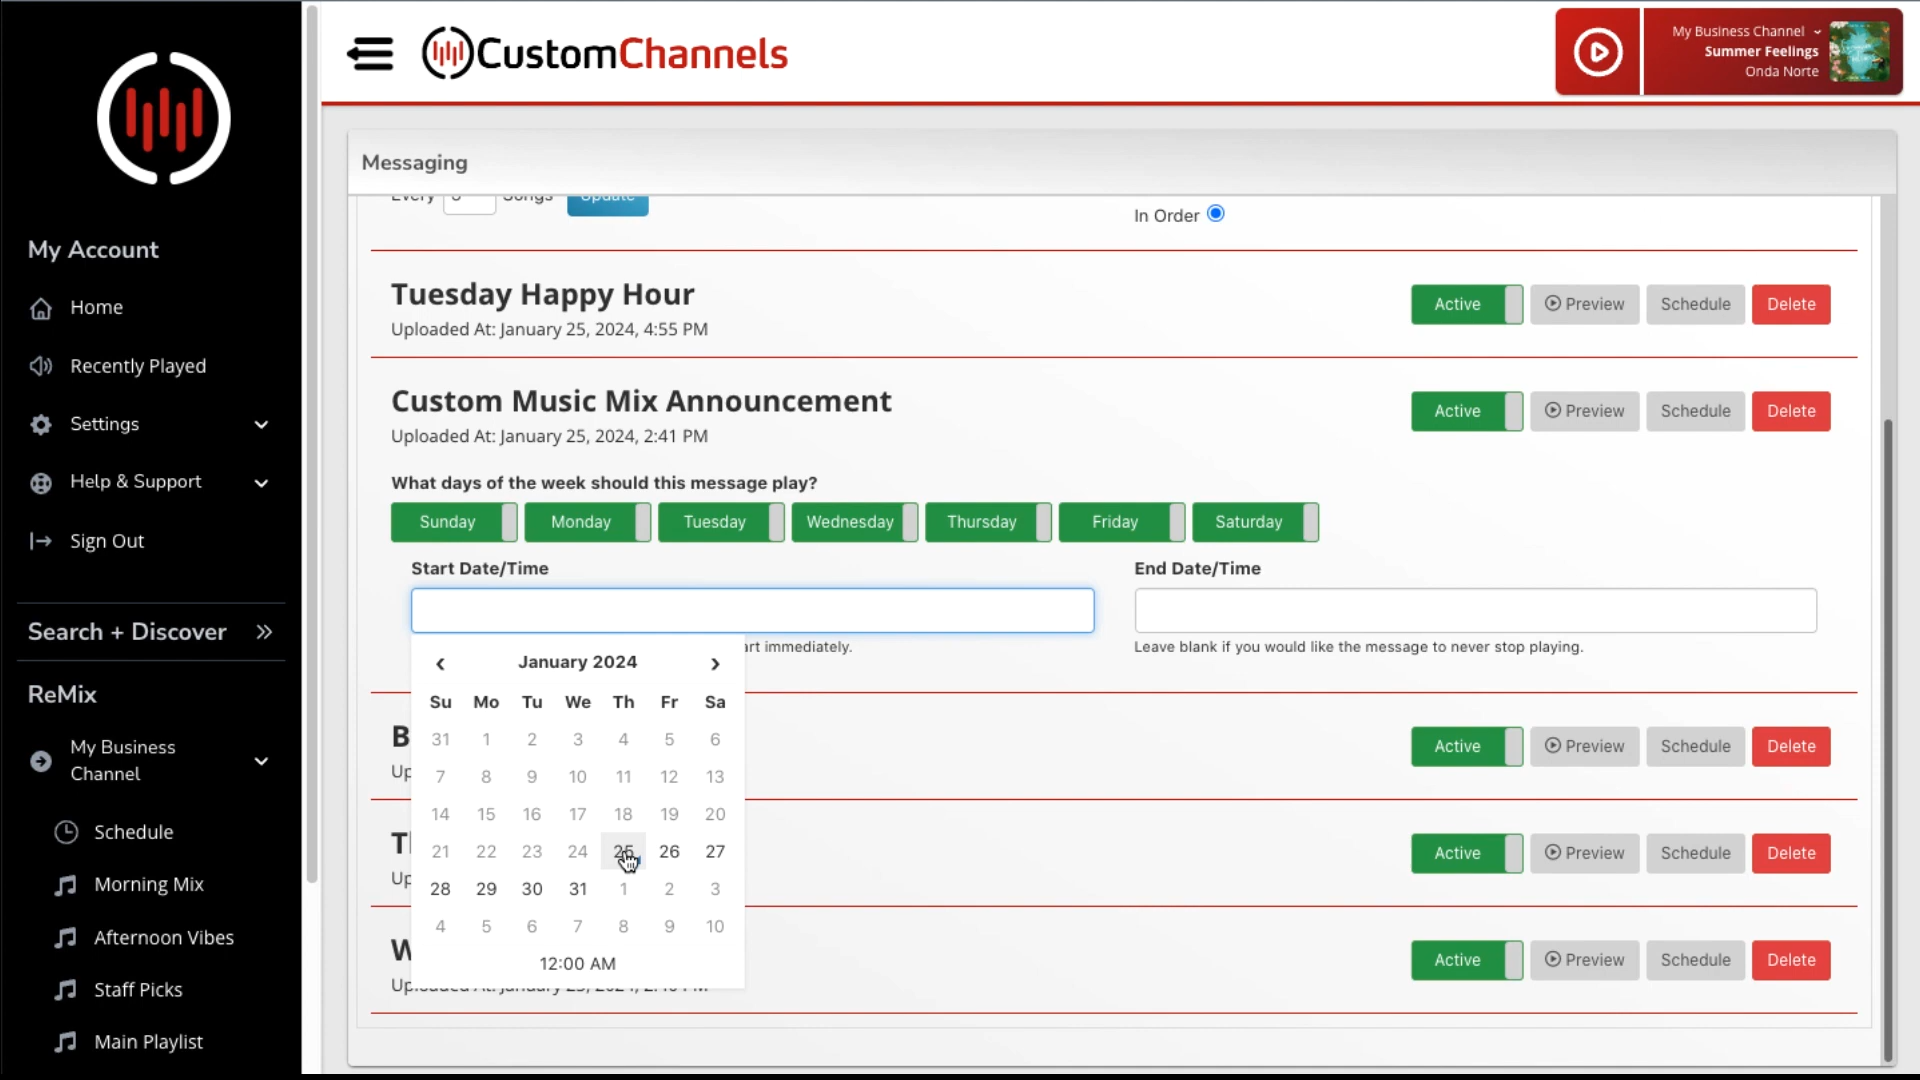 CustomChannels
My Business Channel
Summer Feelings
Onda Norte
My Account
Home
Recently Played
Settings
Help & Support
Sign Out
Search + Discover
ReMix
My Business
Channel
Schedule
Morning Mix
Afternoon Vibes
Staff Picks
Main Playlist
Messaging
Every Songs Update
In Order
Tuesday Happy Hour
Uploaded At: January 25, 2024, 4:55 PM
Active Preview Schedule Delete
Custom Music Mix Announcement
Uploaded At: January 25, 2024, 2:41 PM
Active Preview Schedule Delete
What days of the week should this message play?
Sunday Monday Tuesday Wednesday Thursday Friday Saturday
Start Date/Time
End Date/Time
rt immediately.
Leave blank if you would like the message to never stop playing.
‹ January 2024 ›
Su Mo Tu We Th Fr Sa
31 1 2 3 4 5 6
7 8 9 10 11 12 13
14 15 16 17 18 19 20
21 22 23 24 25 26 27
28 29 30 31 1 2 3
4 5 6 7 8 9 10
12:00 AM
B
Up
Active Preview Schedule Delete
Up
Active Preview Schedule Delete
W
Active Preview Schedule Delete